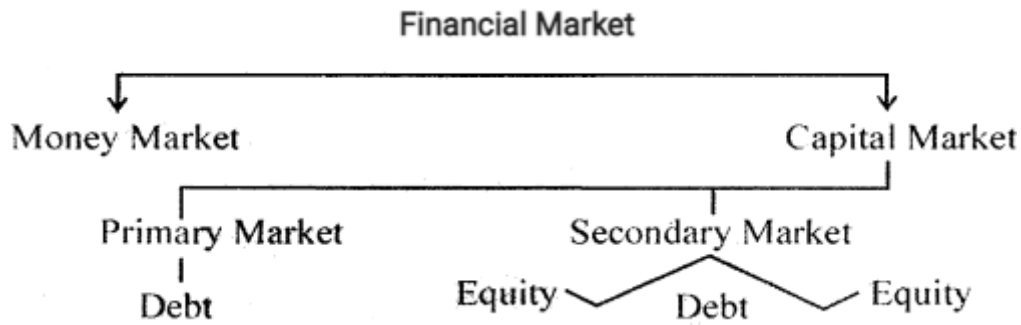 Financial Market
Money Market Capital Market
Primary Market Secondary Market
Debt Equity Debt Equity